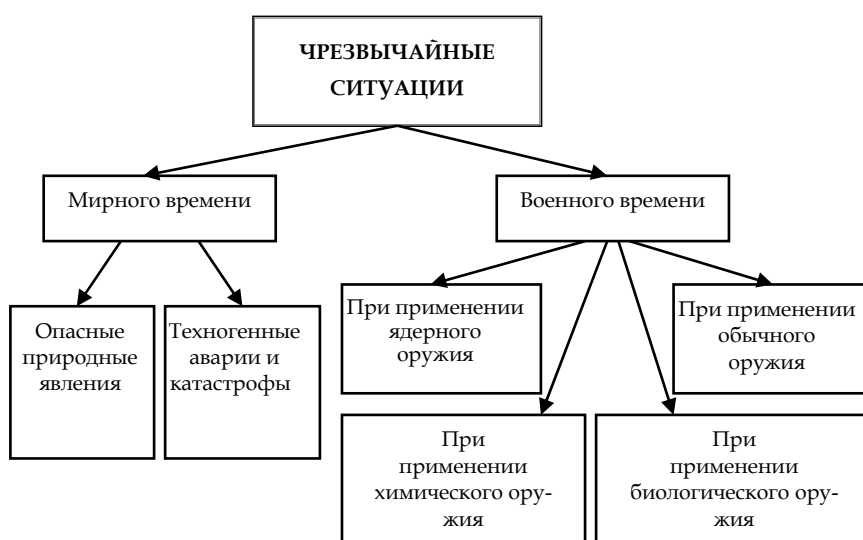 ЧРЕЗВЫЧАЙНЫЕ
СИТУАЦИИ
Мирного времени
Военного времени
Опасные
природные
явления
Техногенные
аварии и
катастрофы
При применении
ядерного
оружия
При применении
обычного
оружия
При
применении
химического ору-
жия
При
применении
биологического ору-
жия